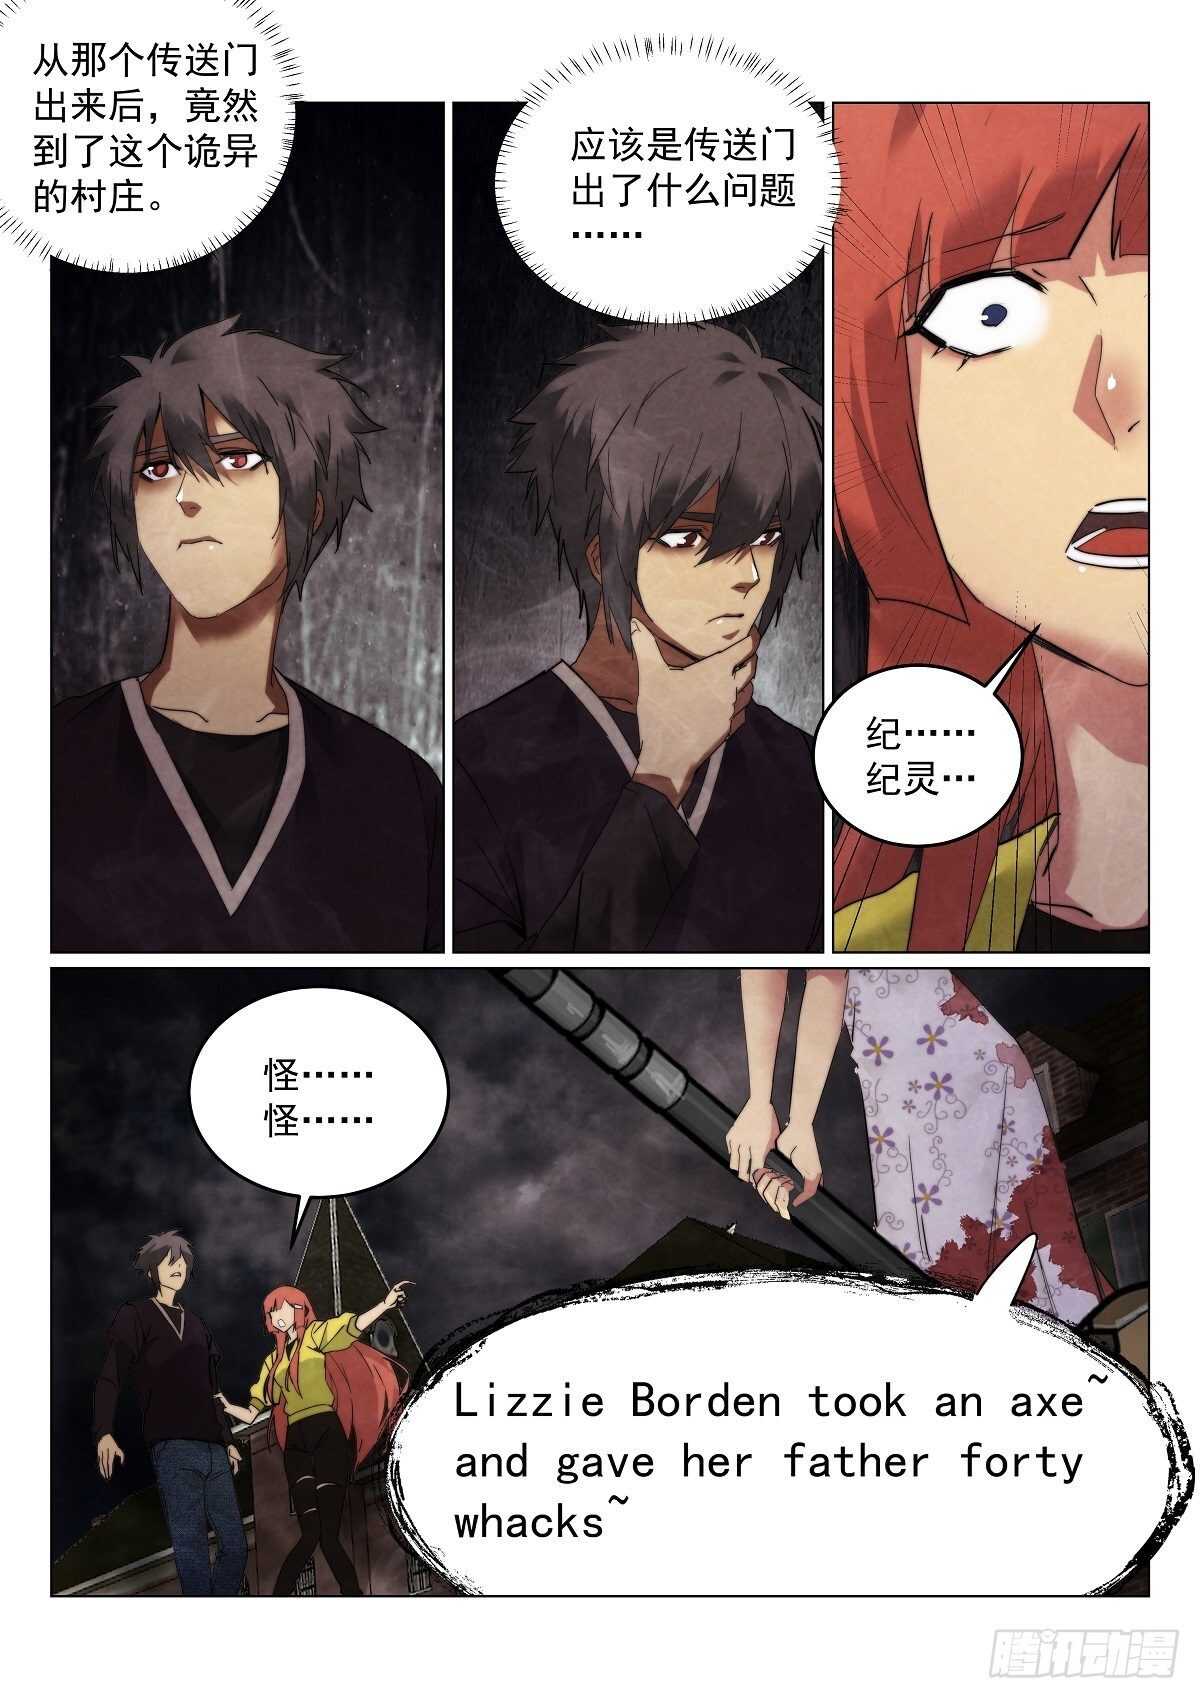 从那个传送门
出来后，竟然
到了这个诡异
的村庄。
应该是传送门
出了什么问题
……
纪……
纪灵…
怪……
怪……
Lizzie Borden took an axe~
and gave her father forty
whacks~
腾讯动漫